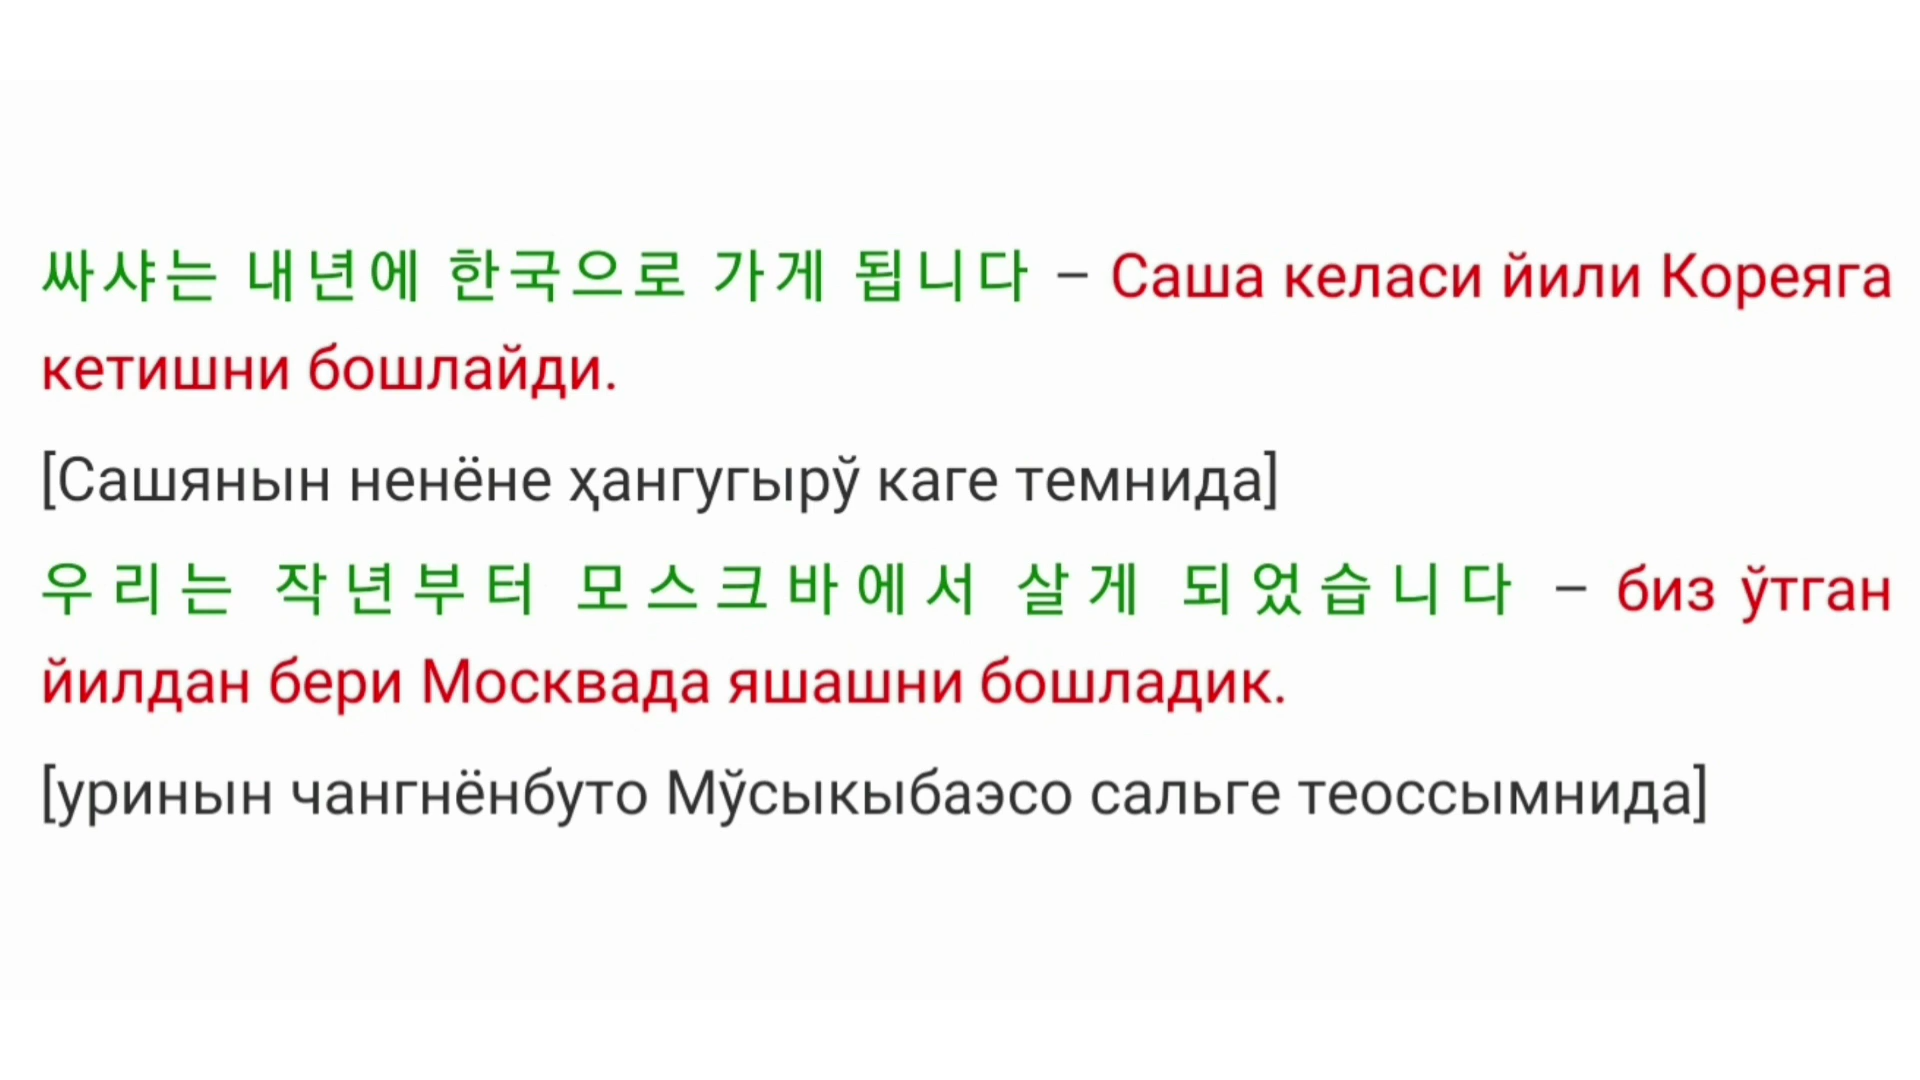 싸샤는 내년에 한국으로 가게 됩니다 – Саша келаси йили Кореяга
кетишни бошлайди.
[Сашянын ненёне ҳангугырў каге темнида]
우리는 작년부터 모스크바에서 살게 되었습니다 – биз ўтган
йилдан бери Москвада яшашни бошладик.
[уринын чангнёнбуто Мўсыкыбаэсо сальге теоссымнида]